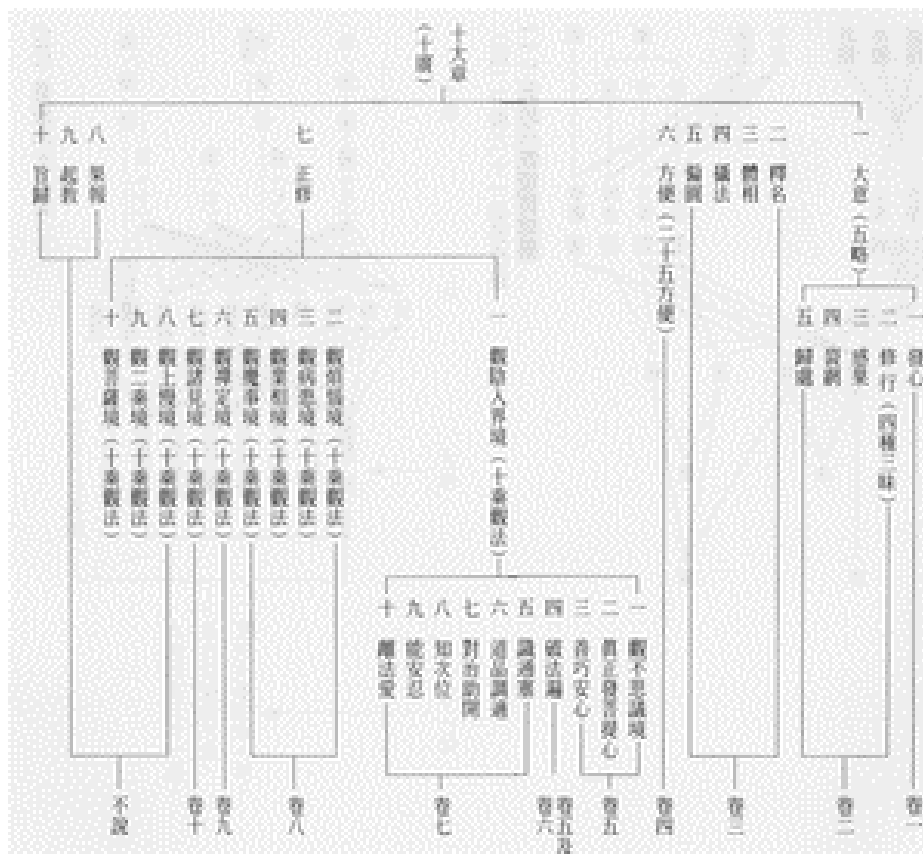 十大章
（十廣）
一 大意（五略）
一 發心
二 修行（四種三昧）
三 感果
四 裂網
五 歸處
二 釋名
三 體相
四 攝法
五 偏圓
六 方便（二十五方便）
七 正修
一 觀陰入界境（十乘觀法）
一 觀不思議境
二 真正發菩提心
三 善巧安心
四 破法遍
五 識通塞
六 道品調適
七 對治助開
八 知次位
九 能安忍
十 離法愛
二 觀煩惱境（十乘觀法）
三 觀病患境（十乘觀法）
四 觀業相境（十乘觀法）
五 觀魔事境（十乘觀法）
六 觀禪定境（十乘觀法）
七 觀諸見境（十乘觀法）
八 觀上慢境（十乘觀法）
九 觀二乘境（十乘觀法）
十 觀菩薩境（十乘觀法）
八 果報
九 起教
十 旨歸
卷一
卷二
卷三
卷四
卷五
卷五及
卷六
卷七
卷八
卷九
卷十
不說